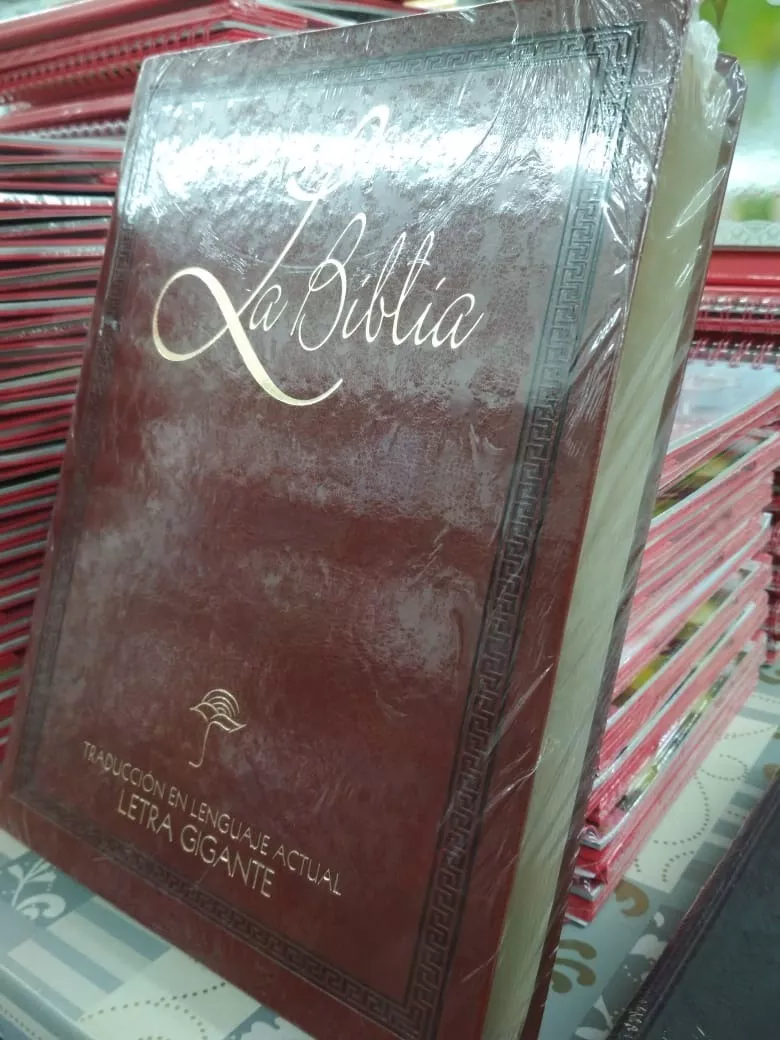 La Biblia
TRADUCCIÓN EN LENGUAJE ACTUAL
LETRA GIGANTE